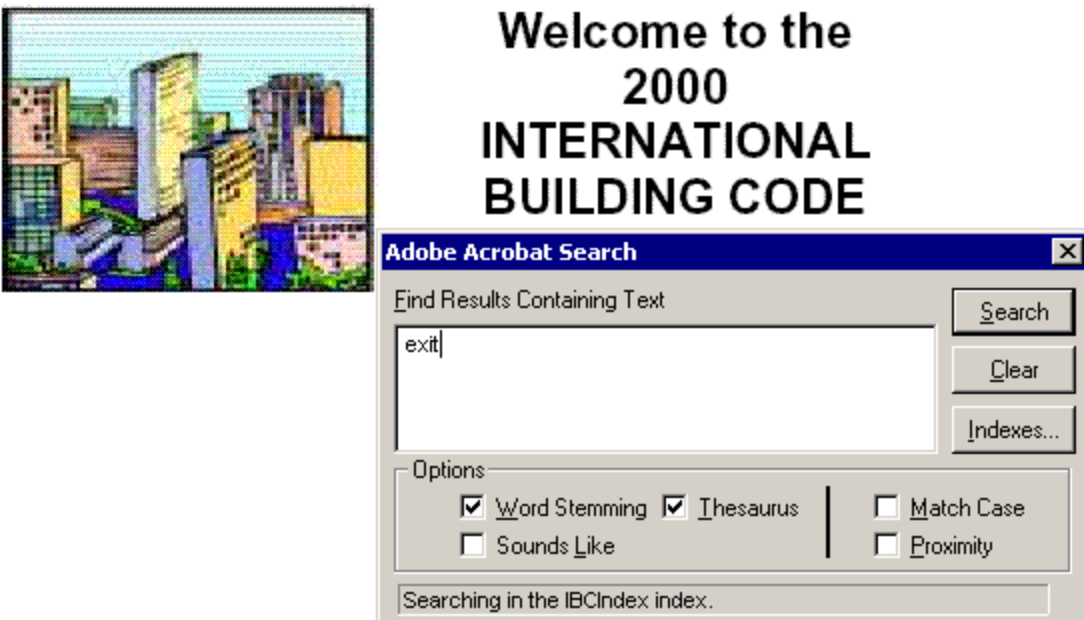 Welcome to the
2000
INTERNATIONAL
BUILDING CODE
Adobe Acrobat Search
Find Results Containing Text
Search
exit
Clear
Indexes...
Options
Word Stemming Thesaurus Match Case
Sounds Like Proximity
Searching in the IBCIndex index.